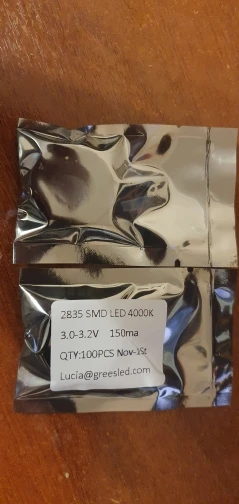 2835 SMD LED 4000K
3.0-3.2V 150ma
QTY:100PCS Nov-1St
Lucia@greesled.com